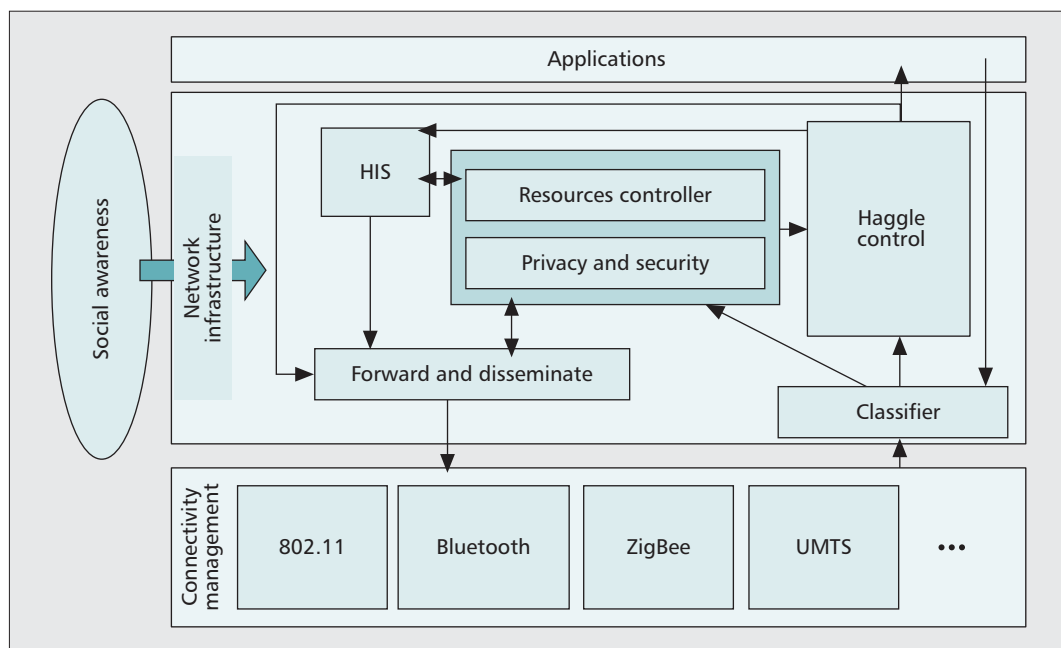 Applications
Social awareness
Network
infrastructure
HIS
Resources controller
Privacy and security
Haggle
control
Forward and disseminate
Classifier
Connectivity
management
802.11
Bluetooth
ZigBee
UMTS
•••